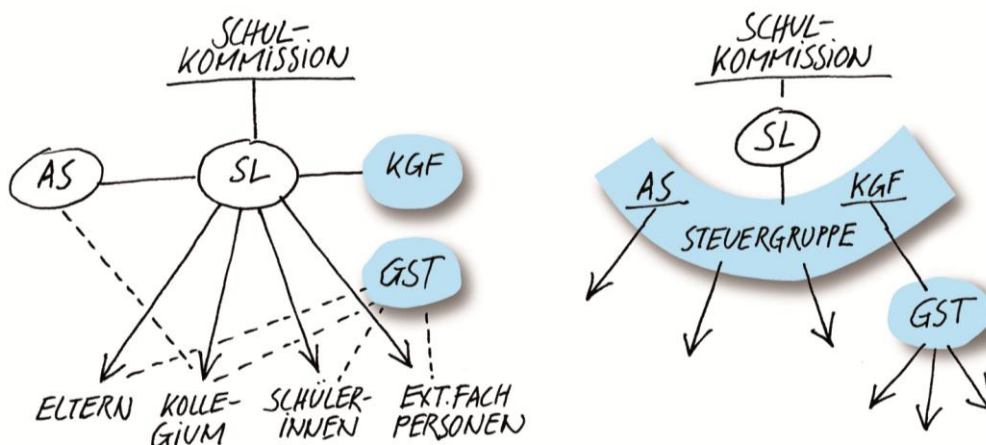 SCHUL-
KOMMISSION
AS
SL
KGF
GST
ELTERN
KOLLE-
GIUM
SCHÜLER-
INNEN
EXT. FACH
PERSONEN
SCHUL-
KOMMISSION
SL
AS
KGF
STEUERGRUPPE
GST